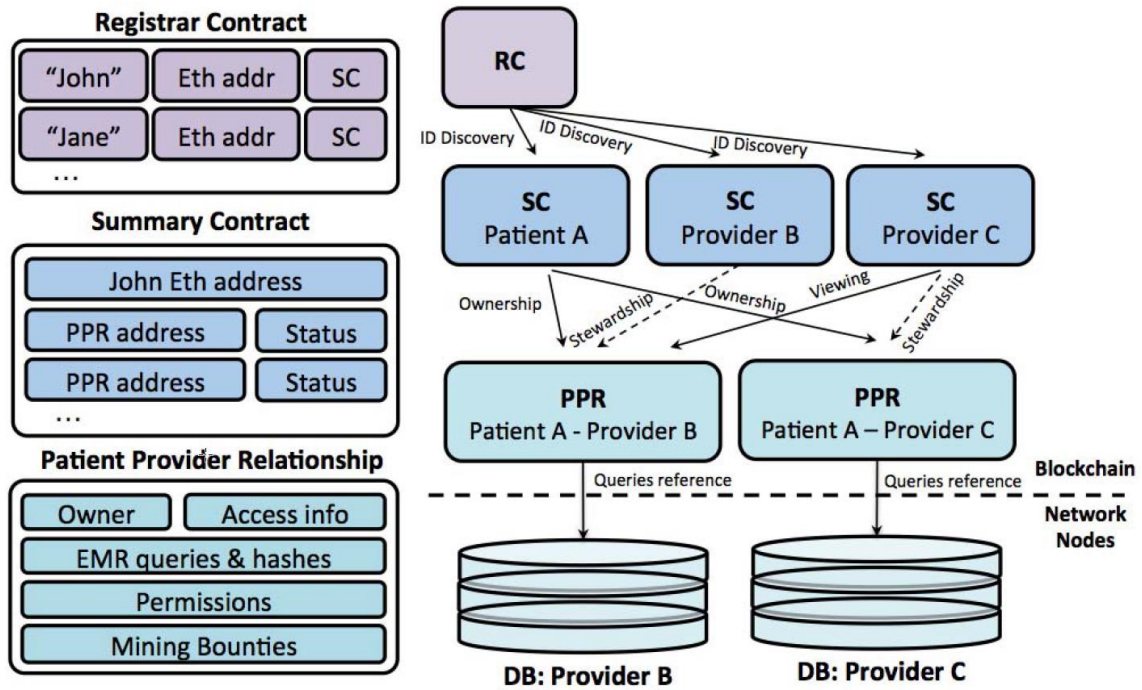 Registrar Contract
“John” Eth addr SC
“Jane” Eth addr SC
...
Summary Contract
John Eth address
PPR address Status
PPR address Status
...
Patient Provider Relationship
Owner Access info
EMR queries & hashes
Permissions
Mining Bounties
RC
ID Discovery
ID Discovery
ID Discovery
SC
Patient A
SC
Provider B
SC
Provider C
Ownership
Stewardship
Ownership
Viewing
Stewardship
PPR
Patient A - Provider B
PPR
Patient A – Provider C
Queries reference
Queries reference
Blockchain
Network
Nodes
DB: Provider B
DB: Provider C